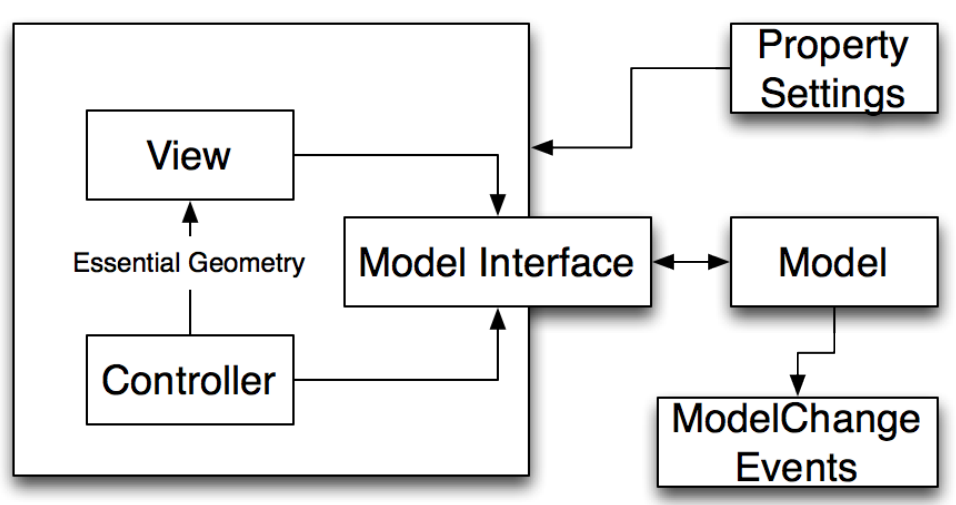 Property
Settings
View
Essential Geometry
Model Interface
Model
Controller
ModelChange
Events